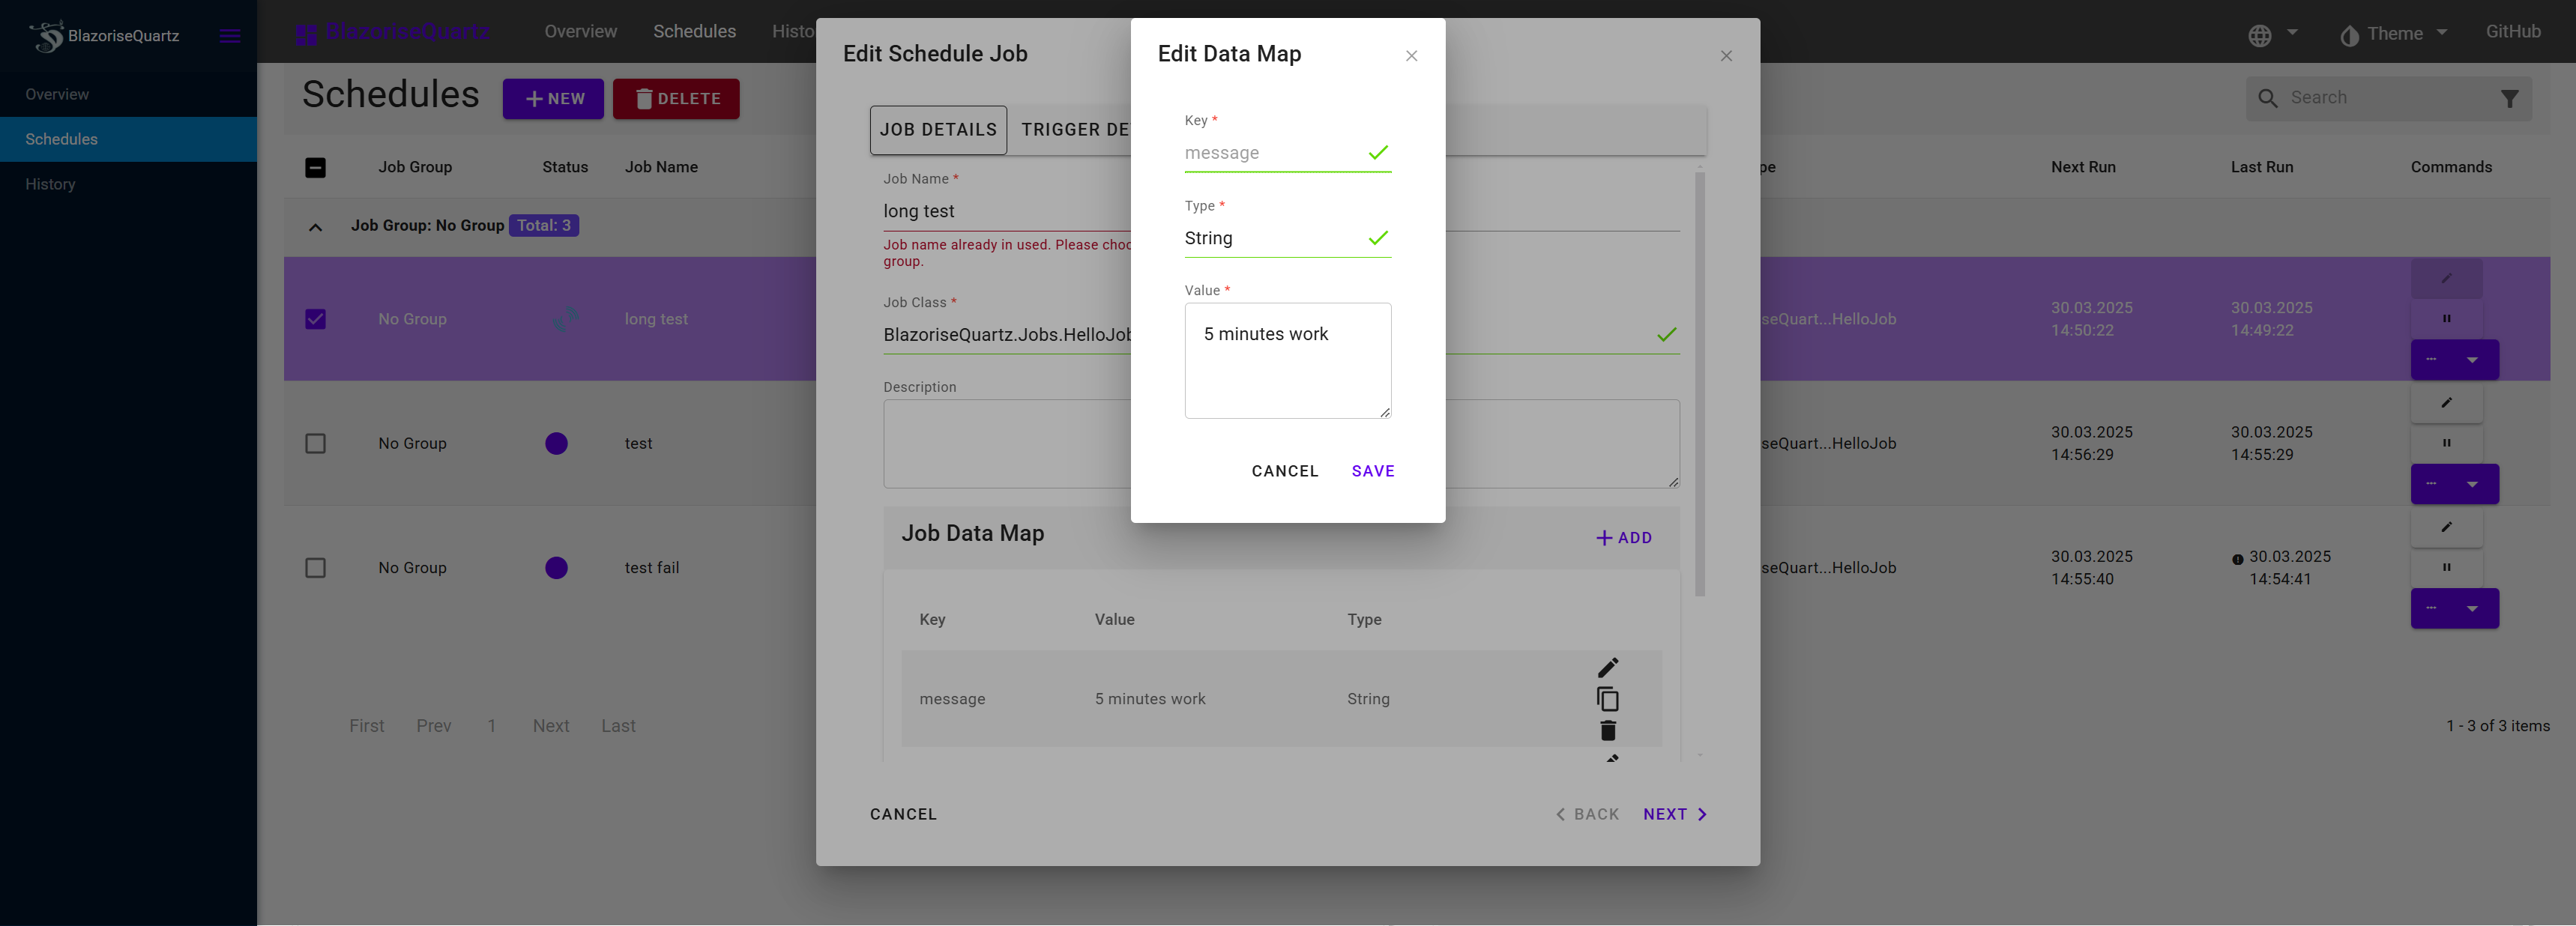 BlazoriseQuartz
Overview
Schedules
History
BlazoriseQuartz
Overview
Schedules
Histo
Theme
GitHub
Schedules
NEW
DELETE
Search
Job Group
Status
Job Name
pe
Next Run
Last Run
Commands
Job Group: No Group
Total: 3
No Group
long test
seQuart...HelloJob
30.03.2025
14:50:22
30.03.2025
14:49:22
No Group
test
seQuart...HelloJob
30.03.2025
14:56:29
30.03.2025
14:55:29
No Group
test fail
seQuart...HelloJob
30.03.2025
14:55:40
30.03.2025
14:54:41
First
Prev
1
Next
Last
1 - 3 of 3 items
Edit Schedule Job
JOB DETAILS
TRIGGER DE
Job Name *
long test
Job name already in used. Please choo
group.
Job Class *
BlazoriseQuartz.Jobs.HelloJob
Description
Job Data Map
ADD
Key
Value
Type
message
5 minutes work
String
CANCEL
BACK
NEXT
Edit Data Map
Key *
message
Type *
String
Value *
5 minutes work
CANCEL
SAVE